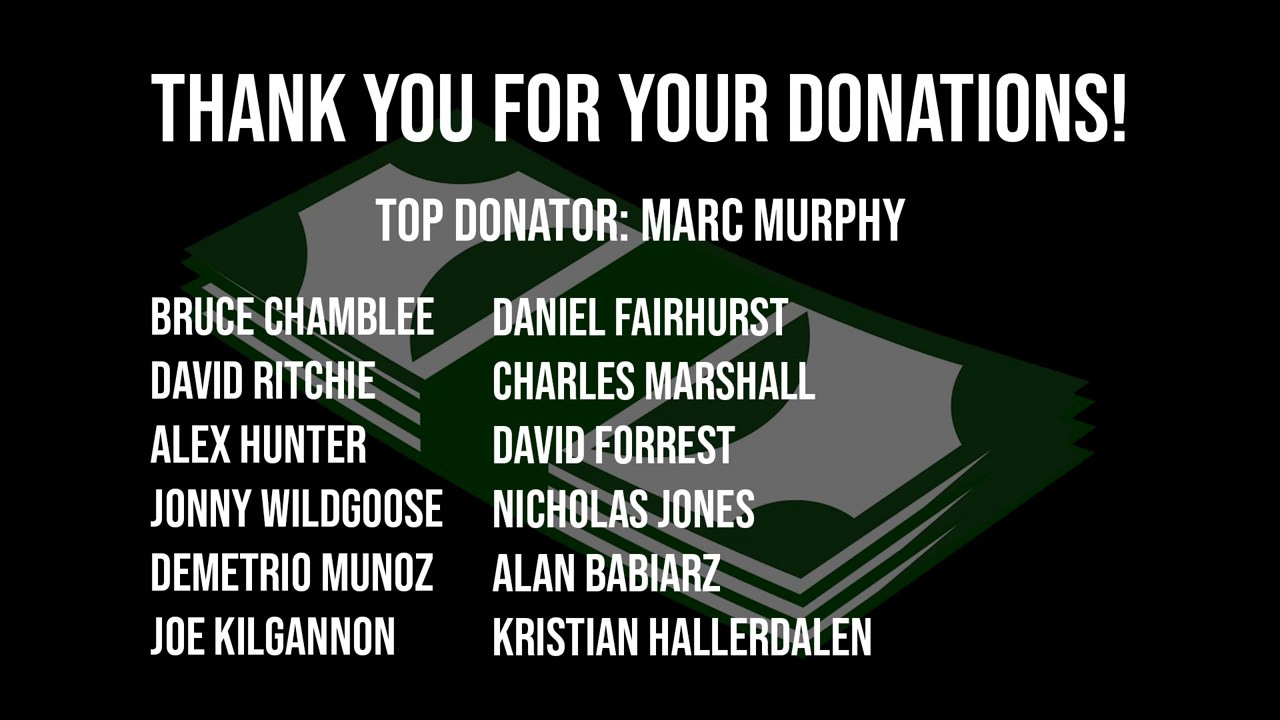 THANK YOU FOR YOUR DONATIONS!
TOP DONATOR: MARC MURPHY
BRUCE CHAMBLEE
DAVID RITCHIE
ALEX HUNTER
JONNY WILDGOOSE
DEMETRIO MUNOZ
JOE KILGANNON
DANIEL FAIRHURST
CHARLES MARSHALL
DAVID FORREST
NICHOLAS JONES
ALAN BABIARZ
KRISTIAN HALLERDALEN